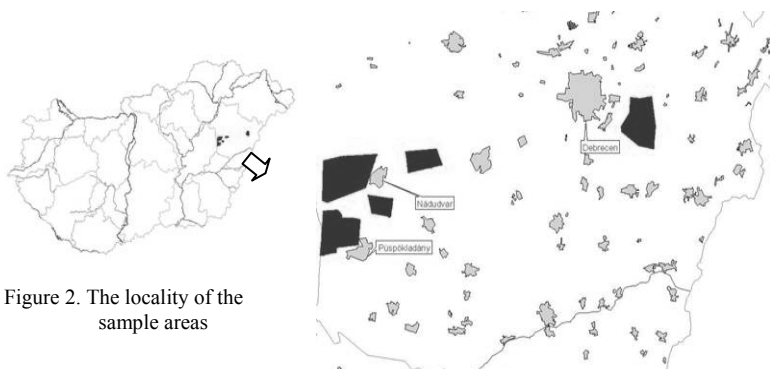 Debrecen
Nádudvar
Püspökladány
Figure 2. The locality of the
sample areas